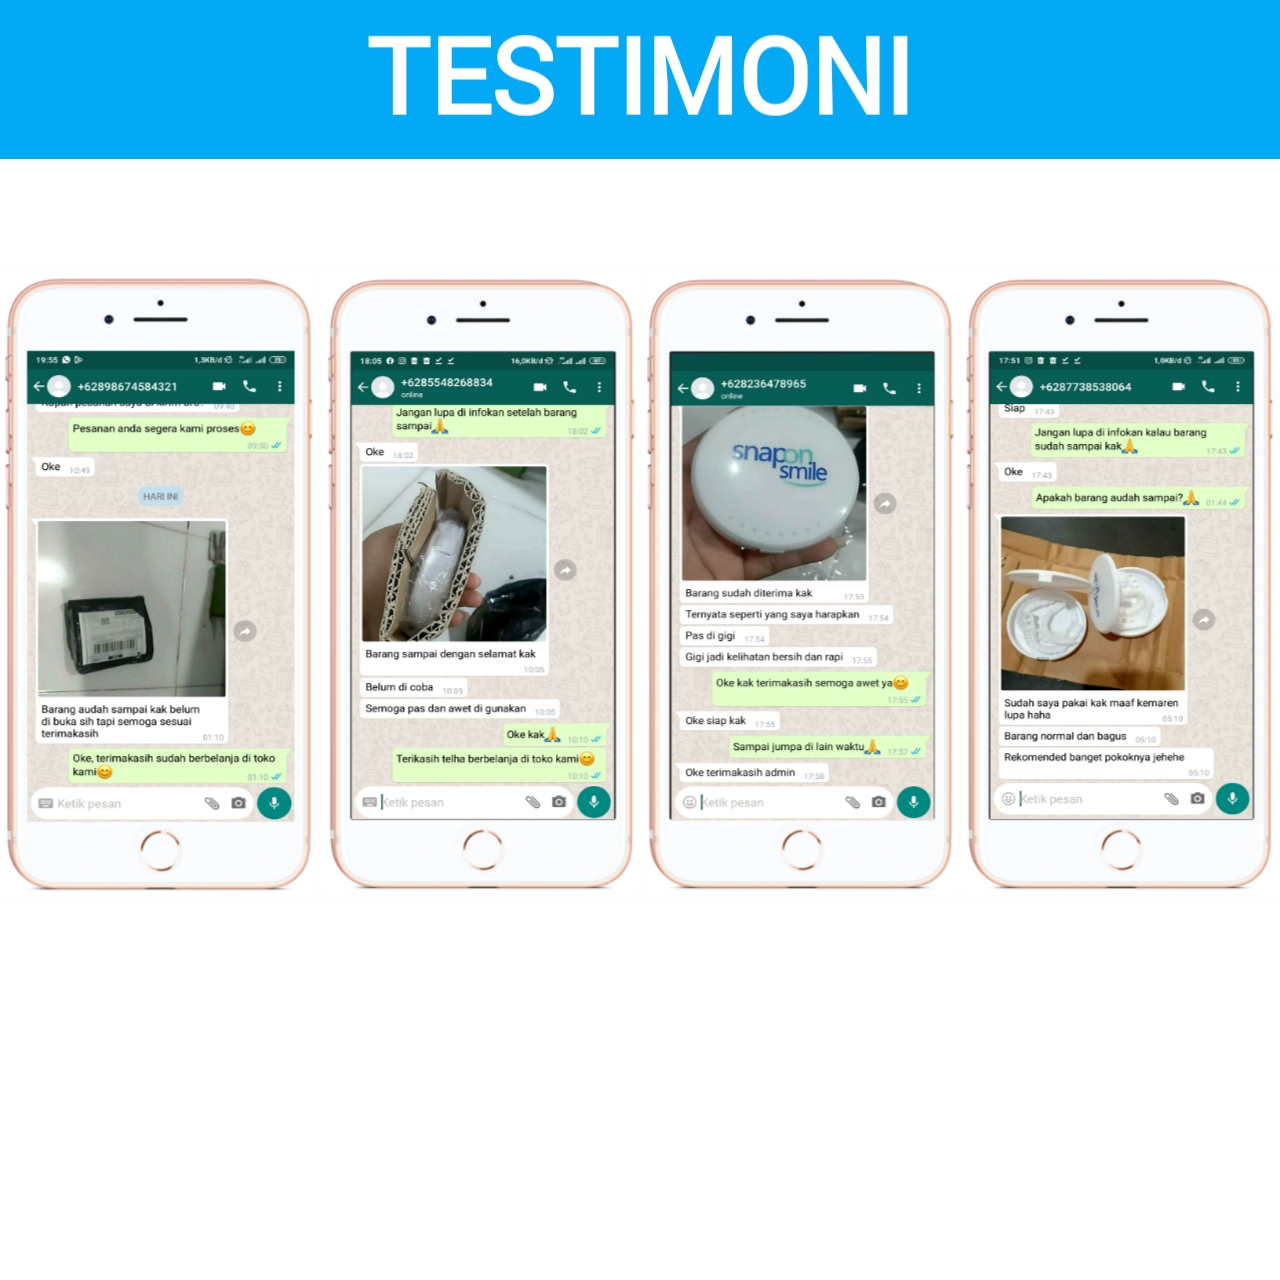 TESTIMONI
19:55
1,3KB/d
+62898674584321
09:48
Pesanan anda segera kami proses😊
09:50
Oke 10:49
HARI INI
Barang audah sampai kak belum
di buka sih tapi semoga sesuai
terimakasih 01:10
Oke, terimakasih sudah berbelanja di toko
kami😊 01:10
Ketik pesan
18:05
16,0KB/d
+6285548268834
online
Jangan lupa di infokan setelah barang
sampai🙏 18:02
Oke 18:02
Barang sampai dengan selamat kak
10:05
Belum di coba 10:05
Semoga pas dan awet di gunakan 10:05
Oke kak🙏 10:10
Terikasih telha berbelanja di toko kami😊
10:10
Ketik pesan
+628236478965
online
snap on
smile
Barang sudah diterima kak 17:53
Ternyata seperti yang saya harapkan 17:54
Pas di gigi 17:54
Gigi jadi kelihatan bersih dan rapi 17:55
Oke kak terimakasih semoga awet ya😊
17:55
Oke siap kak 17:55
Sampai jumpa di lain waktu🙏 17:57
Oke terimakasih admin 17:58
Ketik pesan
17:51
1,0KB/d
+6287738538064
Siap 17:43
Jangan lupa di infokan kalau barang
sudah sampai kak🙏 17:43
Oke 17:43
Apakah barang audah sampai?🙏 01:44
Sudah saya pakai kak maaf kemaren
lupa haha 05:10
Barang normal dan bagus 05:10
Rekomended banget pokoknya jehehe
05:10
Ketik pesan